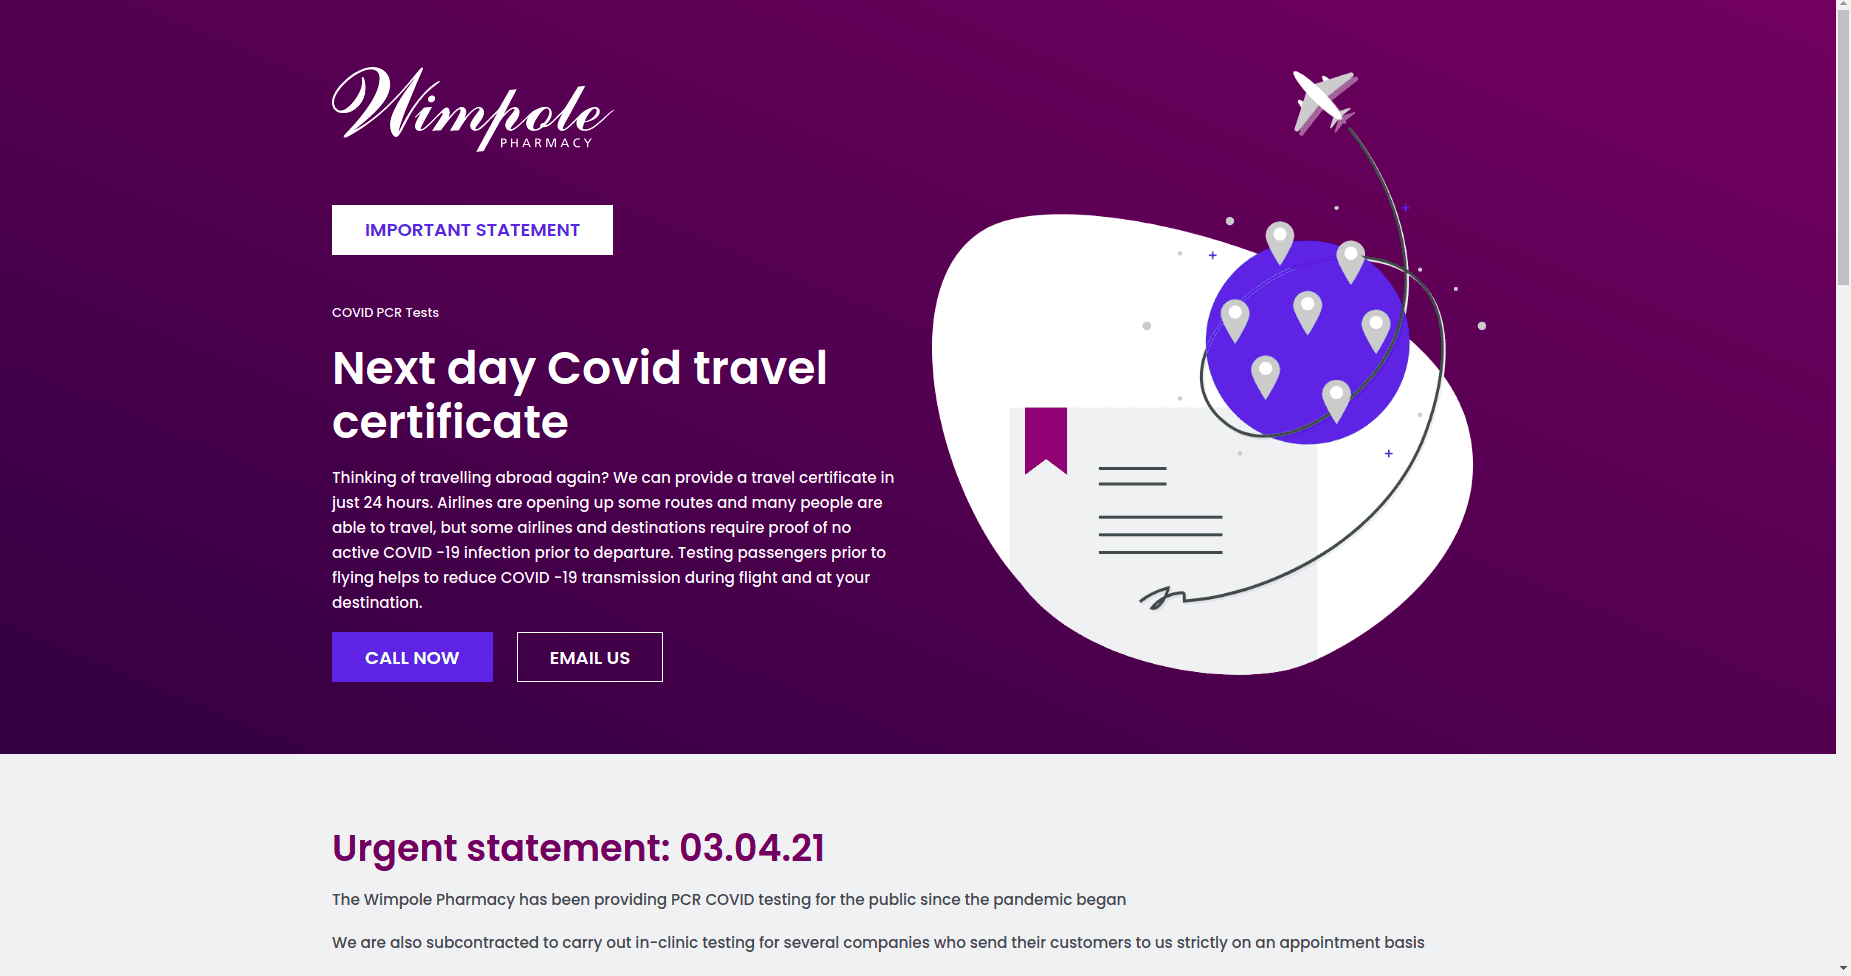 Wimpole
PHARMACY
IMPORTANT STATEMENT
COVID PCR Tests
Next day Covid travel
certificate
Thinking of travelling abroad again? We can provide a travel certificate in
just 24 hours. Airlines are opening up some routes and many people are
able to travel, but some airlines and destinations require proof of no
active COVID -19 infection prior to departure. Testing passengers prior to
flying helps to reduce COVID -19 transmission during flight and at your
destination.
CALL NOW
EMAIL US
Urgent statement: 03.04.21
The Wimpole Pharmacy has been providing PCR COVID testing for the public since the pandemic began
We are also subcontracted to carry out in-clinic testing for several companies who send their customers to us strictly on an appointment basis